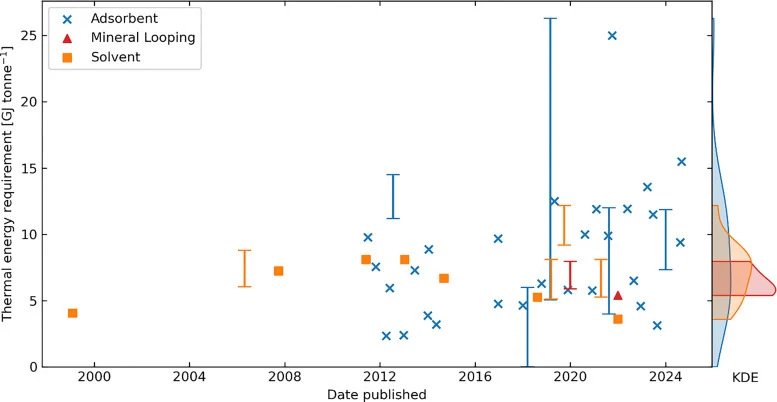 Adsorbent
Mineral Looping
Solvent
Thermal energy requirement [GJ tonne⁻¹]
25
20
15
10
5
0
2000 2004 2008 2012 2016 2020 2024 KDE
Date published